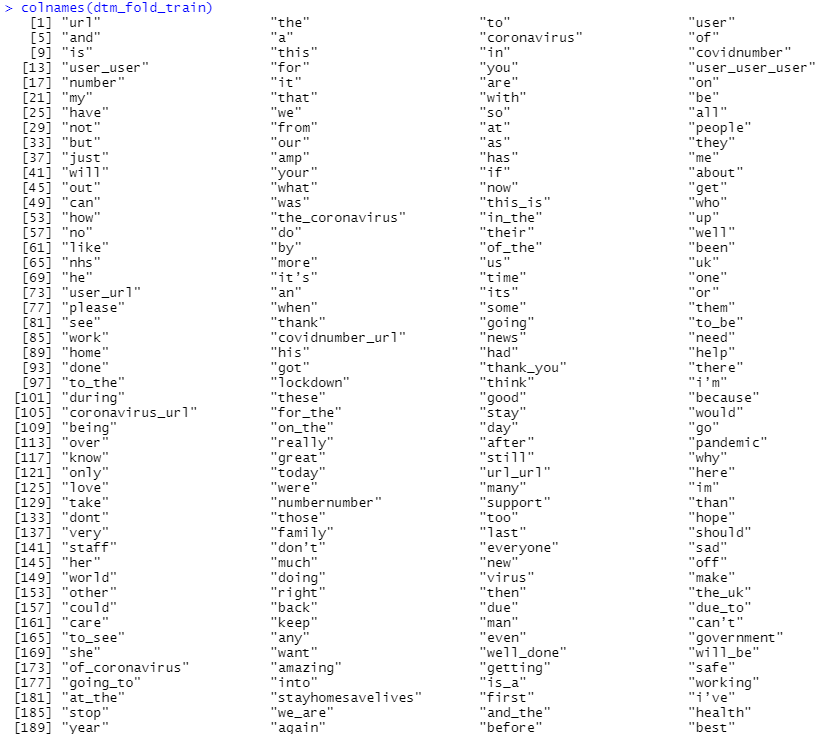 > colnames(dtm_fold_train)
[1] "url" "the" "to" "user"
[5] "and" "a" "coronavirus" "of"
[9] "is" "this" "in" "covidnumber"
[13] "user_user" "for" "you" "user_user_user"
[17] "number" "it" "are" "on"
[21] "my" "that" "with" "be"
[25] "have" "we" "so" "all"
[29] "not" "from" "at" "people"
[33] "but" "our" "as" "they"
[37] "just" "amp" "has" "me"
[41] "will" "your" "if" "about"
[45] "out" "what" "now" "get"
[49] "can" "was" "this_is" "who"
[53] "how" "the_coronavirus" "in_the" "up"
[57] "no" "do" "their" "well"
[61] "like" "by" "of_the" "been"
[65] "nhs" "more" "us" "uk"
[69] "he" "it's" "time" "one"
[73] "user_url" "an" "its" "or"
[77] "please" "when" "some" "them"
[81] "see" "thank" "going" "to_be"
[85] "work" "covidnumber_url" "news" "need"
[89] "home" "his" "had" "help"
[93] "done" "got" "thank_you" "there"
[97] "to_the" "lockdown" "think" "i'm"
[101] "during" "these" "good" "because"
[105] "coronavirus_url" "for_the" "stay" "would"
[109] "being" "on_the" "day" "go"
[113] "over" "really" "after" "pandemic"
[117] "know" "great" "still" "why"
[121] "only" "today" "url_url" "here"
[125] "love" "were" "many" "im"
[129] "take" "numbernumber" "support" "than"
[133] "dont" "those" "too" "hope"
[137] "very" "family" "last" "should"
[141] "staff" "don't" "everyone" "sad"
[145] "her" "much" "new" "off"
[149] "world" "doing" "virus" "make"
[153] "other" "right" "then" "the_uk"
[157] "could" "back" "due" "due_to"
[161] "care" "keep" "man" "can't"
[165] "to_see" "any" "even" "government"
[169] "she" "want" "well_done" "will_be"
[173] "of_coronavirus" "amazing" "getting" "safe"
[177] "going_to" "into" "is_a" "working"
[181] "at_the" "stayhomesavelives" "first" "i've"
[185] "stop" "we_are" "and_the" "health"
[189] "year" "again" "before" "best"